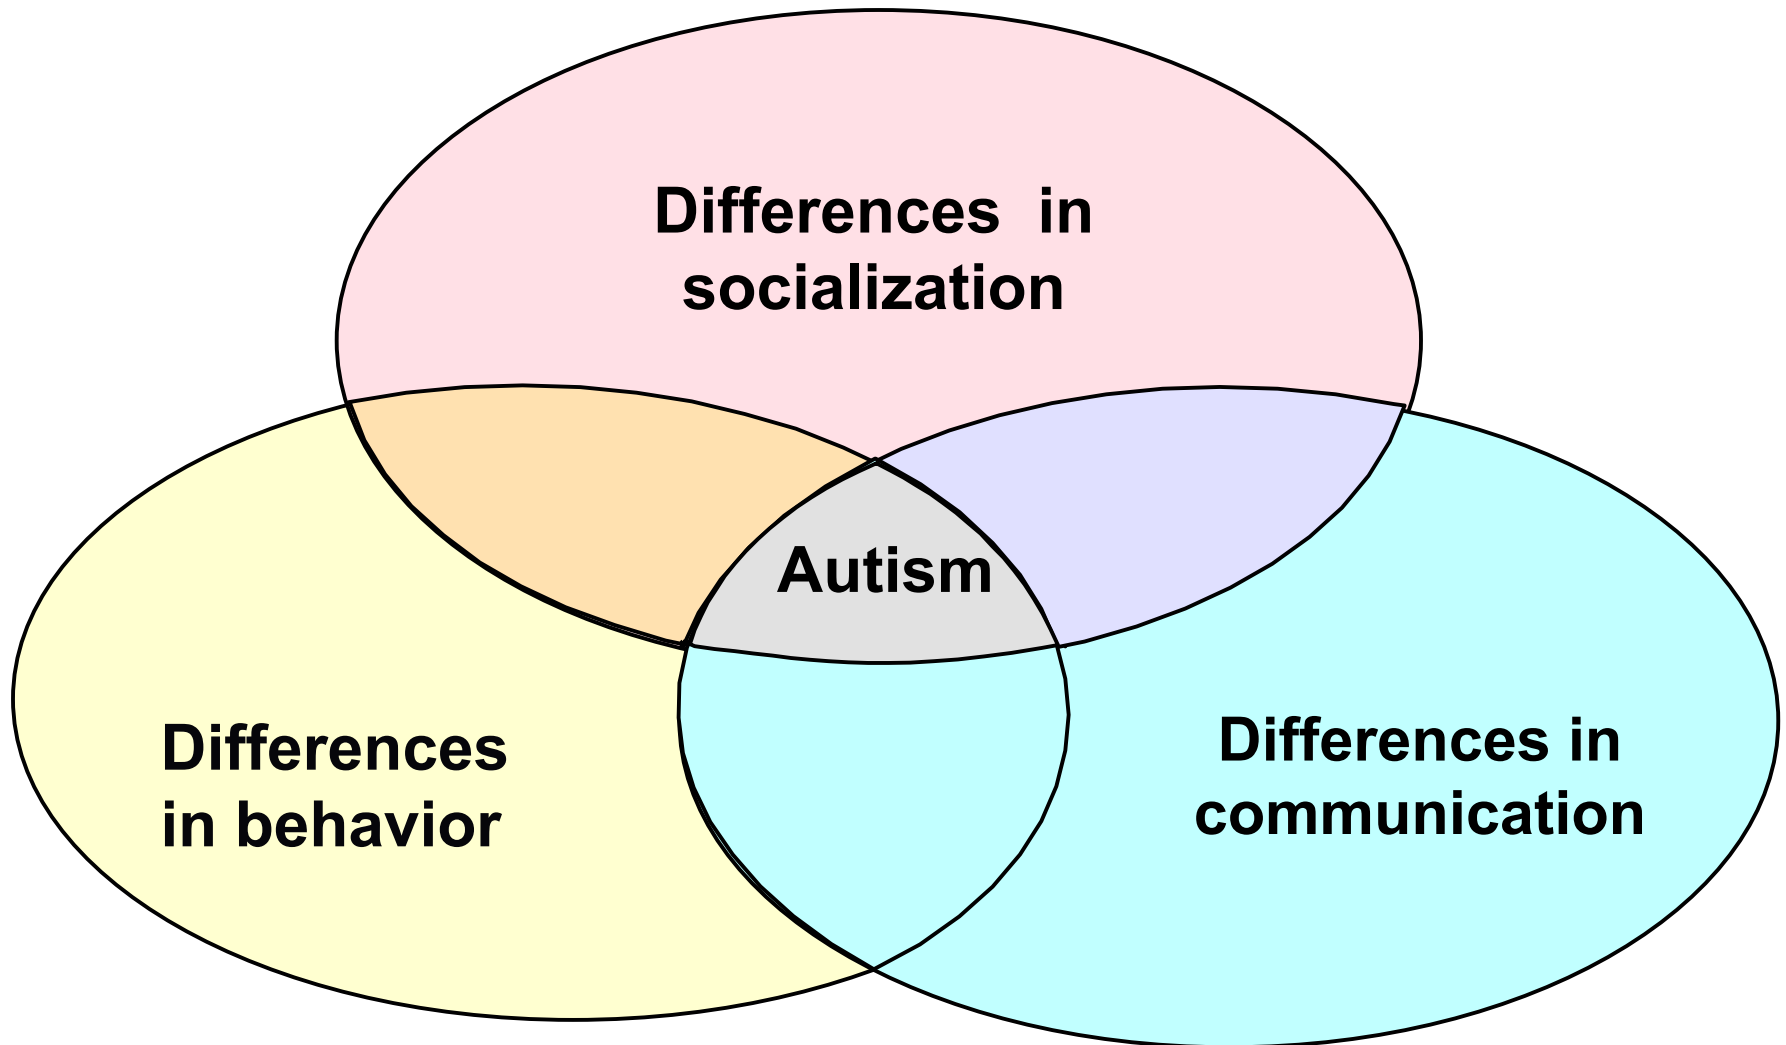 Differences in
socialization
Autism
Differences
in behavior
Differences in
communication